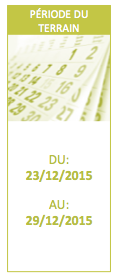 PÉRIODE DU
TERRAIN
DU:
23/12/2015
AU:
29/12/2015